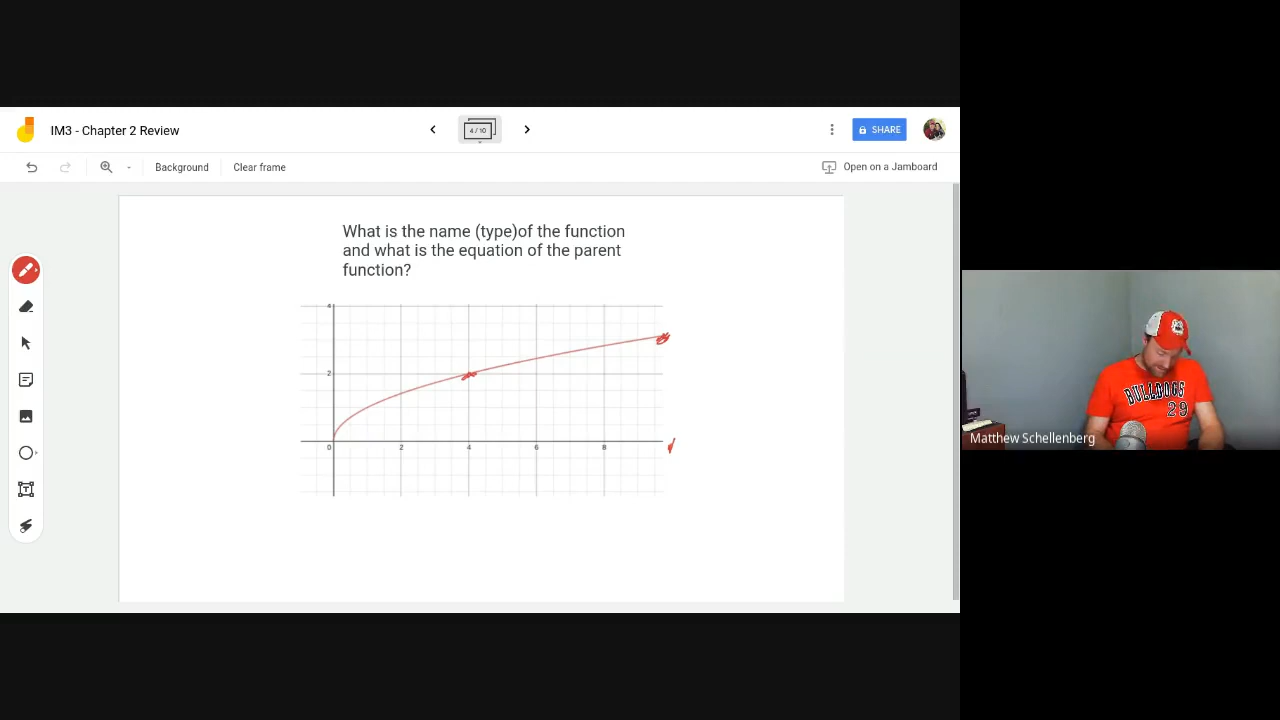 IM3 - Chapter 2 Review
4 / 10
SHARE
Background
Clear frame
Open on a Jamboard
What is the name (type)of the function
and what is the equation of the parent
function?
4
2
0 2 4 6 8
BULLDOGS
29
Matthew Schellenberg